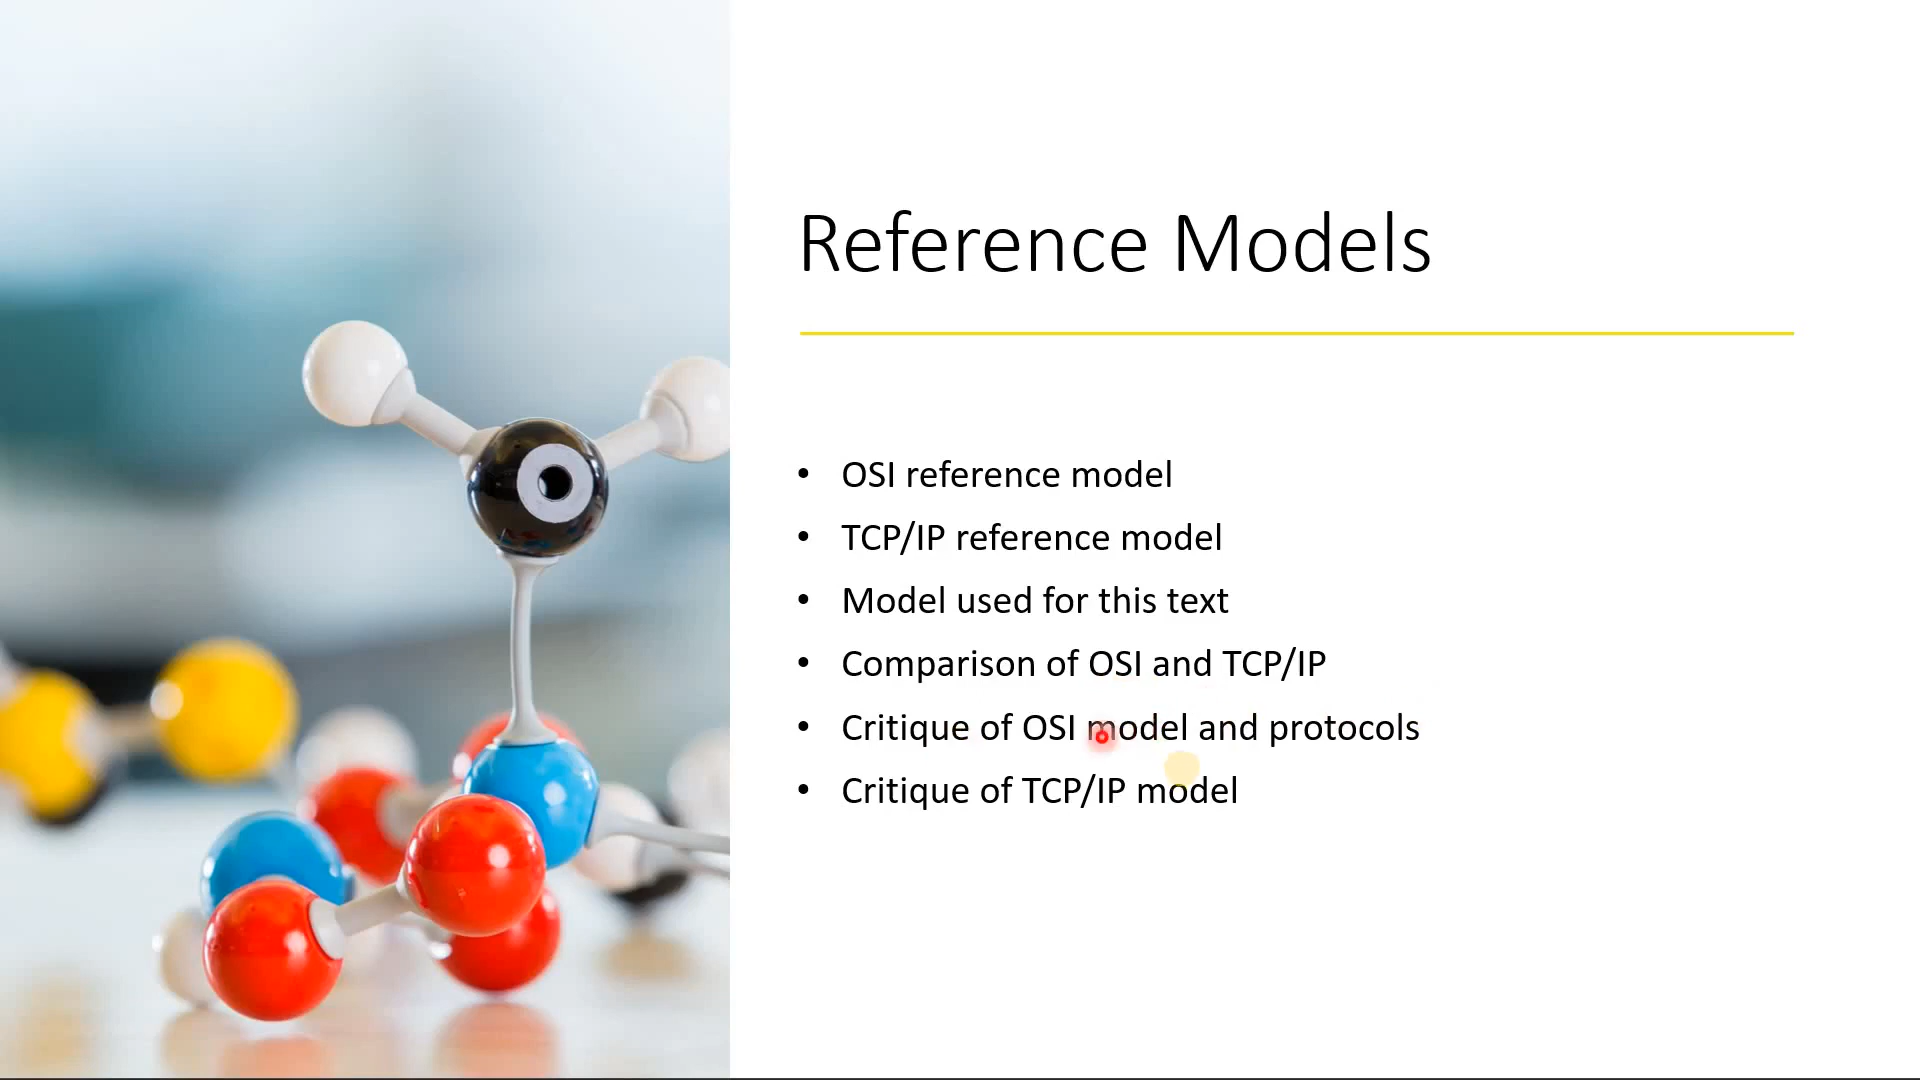 Reference Models
• OSI reference model
• TCP/IP reference model
• Model used for this text
• Comparison of OSI and TCP/IP
• Critique of OSI model and protocols
• Critique of TCP/IP model